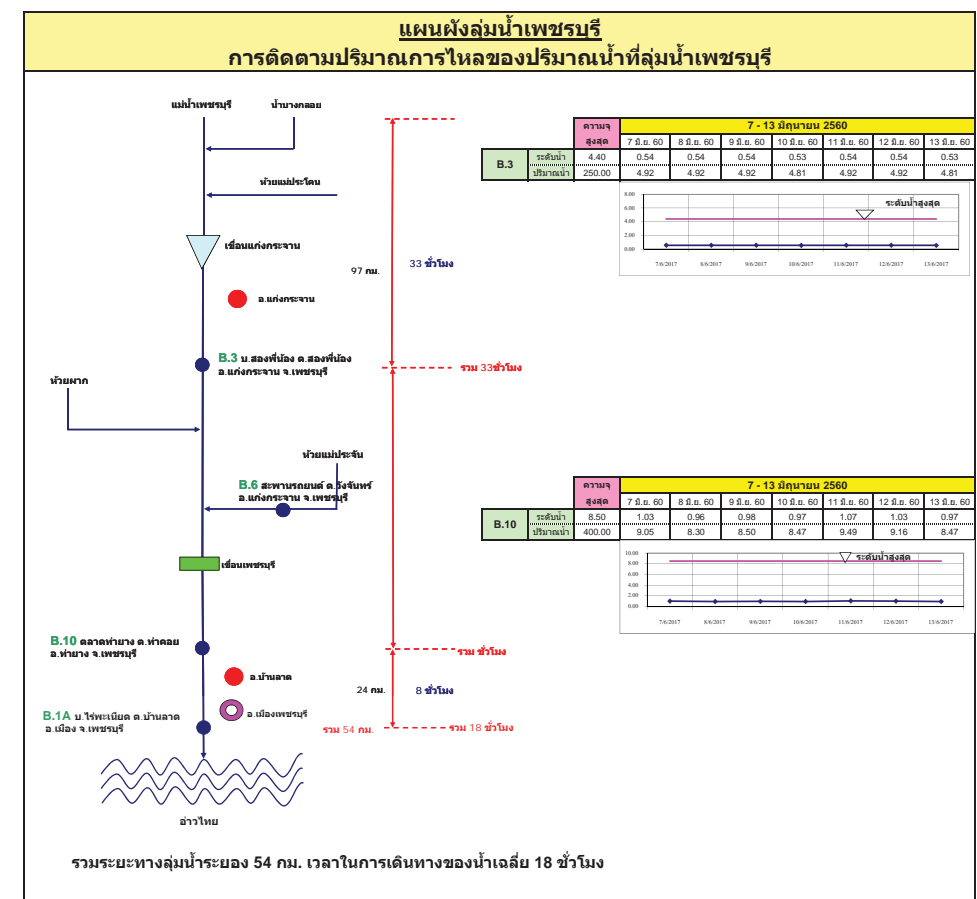 แผนผังลุ่มน้ำเพชรบุรี
การติดตามปริมาณการไหลของปริมาณน้ำที่ลุ่มน้ำเพชรบุรี
แม่น้ำเพชรบุรี
น้ำบางกลอย
ห้วยแม่ประโดน
เขื่อนแก่งกระจาน
97 กม.
33 ชั่วโมง
อ.แก่งกระจาน
B.3 บ.สองพี่น้อง ต.สองพี่น้อง
อ.แก่งกระจาน จ.เพชรบุรี
รวม 33ชั่วโมง
ห้วยผาก
ห้วยแม่ประจัน
B.6 สะพานรถยนต์ ต.วังจันทร์
อ.แก่งกระจาน จ.เพชรบุรี
เขื่อนเพชรบุรี
B.10 ตลาดท่ายาง ต.ท่าคอย
อ.ท่ายาง จ.เพชรบุรี
รวม ชั่วโมง
อ.บ้านลาด
24 กม.
8 ชั่วโมง
อ.เมืองเพชรบุรี
B.1A บ.ไร่พะเนียด ต.บ้านลาด
อ.เมือง จ.เพชรบุรี
รวม 54 กม.
รวม 18 ชั่วโมง
อ่าวไทย
รวมระยะทางลุ่มน้ำระยอง 54 กม. เวลาในการเดินทางของน้ำเฉลี่ย 18 ชั่วโมง
ความจุ 7 - 13 มิถุนายน 2560
สูงสุด 7 มิ.ย. 60 8 มิ.ย. 60 9 มิ.ย. 60 10 มิ.ย. 60 11 มิ.ย. 60 12 มิ.ย. 60 13 มิ.ย. 60
B.3
ระดับน้ำ 4.40 0.54 0.54 0.54 0.53 0.54 0.54 0.53
ปริมาณน้ำ 250.00 4.92 4.92 4.92 4.81 4.92 4.92 4.81
ระดับน้ำสูงสุด
8.00
6.00
4.00
2.00
0.00
7/6/2017 8/6/2017 9/6/2017 10/6/2017 11/6/2017 12/6/2017 13/6/2017
ความจุ 7 - 13 มิถุนายน 2560
สูงสุด 7 มิ.ย. 60 8 มิ.ย. 60 9 มิ.ย. 60 10 มิ.ย. 60 11 มิ.ย. 60 12 มิ.ย. 60 13 มิ.ย. 60
B.10
ระดับน้ำ 8.50 1.03 0.96 0.98 0.97 1.07 1.03 0.97
ปริมาณน้ำ 400.00 9.05 8.30 8.50 8.47 9.49 9.16 8.47
ระดับน้ำสูงสุด
10.00
8.00
6.00
4.00
2.00
0.00
7/6/2017 8/6/2017 9/6/2017 10/6/2017 11/6/2017 12/6/2017 13/6/2017